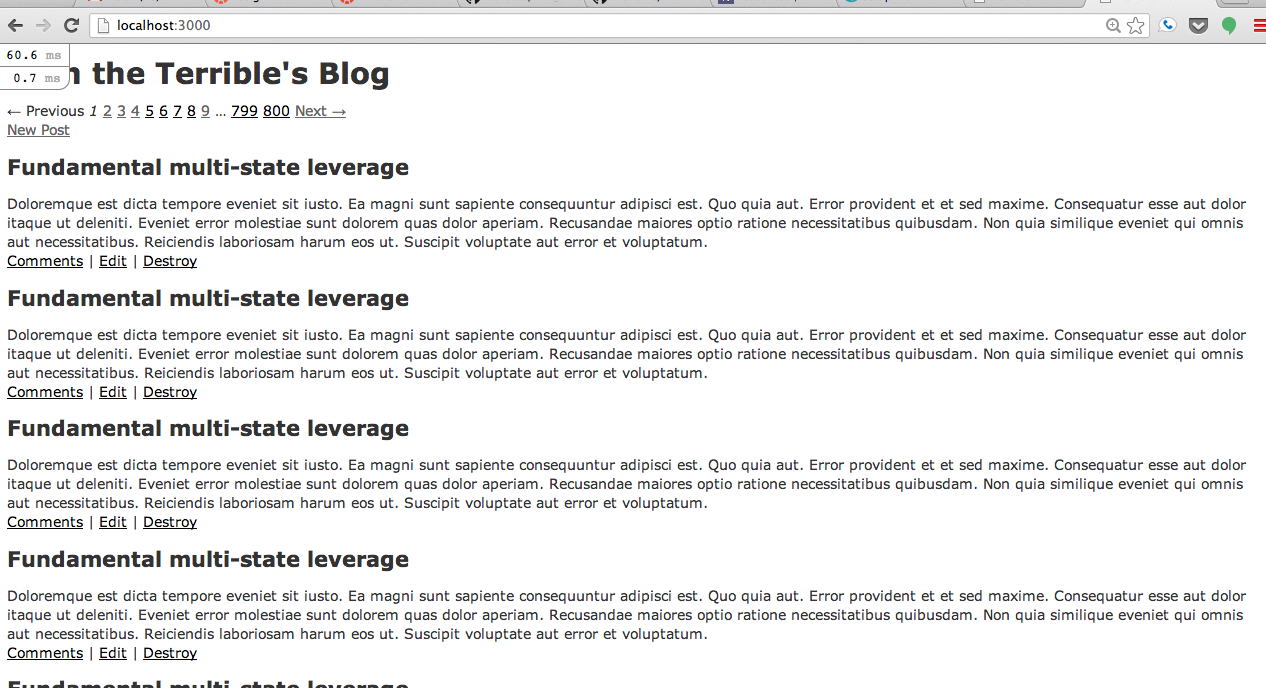 localhost:3000
60.6 ms
0.7 ms
the Terrible's Blog
← Previous 1 2 3 4 5 6 7 8 9 … 799 800 Next →
New Post
Fundamental multi-state leverage
Doloremque est dicta tempore eveniet sit iusto. Ea magni sunt sapiente consequuntur adipisci est. Quo quia aut. Error provident et et sed maxime. Consequatur esse aut dolor
itaque ut deleniti. Eveniet error molestiae sunt dolorem quas dolor aperiam. Recusandae maiores optio ratione necessitatibus quibusdam. Non quia similique eveniet qui omnis
aut necessitatibus. Reiciendis laboriosam harum eos ut. Suscipit voluptate aut error et voluptatum.
Comments | Edit | Destroy
Fundamental multi-state leverage
Doloremque est dicta tempore eveniet sit iusto. Ea magni sunt sapiente consequuntur adipisci est. Quo quia aut. Error provident et et sed maxime. Consequatur esse aut dolor
itaque ut deleniti. Eveniet error molestiae sunt dolorem quas dolor aperiam. Recusandae maiores optio ratione necessitatibus quibusdam. Non quia similique eveniet qui omnis
aut necessitatibus. Reiciendis laboriosam harum eos ut. Suscipit voluptate aut error et voluptatum.
Comments | Edit | Destroy
Fundamental multi-state leverage
Doloremque est dicta tempore eveniet sit iusto. Ea magni sunt sapiente consequuntur adipisci est. Quo quia aut. Error provident et et sed maxime. Consequatur esse aut dolor
itaque ut deleniti. Eveniet error molestiae sunt dolorem quas dolor aperiam. Recusandae maiores optio ratione necessitatibus quibusdam. Non quia similique eveniet qui omnis
aut necessitatibus. Reiciendis laboriosam harum eos ut. Suscipit voluptate aut error et voluptatum.
Comments | Edit | Destroy
Fundamental multi-state leverage
Doloremque est dicta tempore eveniet sit iusto. Ea magni sunt sapiente consequuntur adipisci est. Quo quia aut. Error provident et et sed maxime. Consequatur esse aut dolor
itaque ut deleniti. Eveniet error molestiae sunt dolorem quas dolor aperiam. Recusandae maiores optio ratione necessitatibus quibusdam. Non quia similique eveniet qui omnis
aut necessitatibus. Reiciendis laboriosam harum eos ut. Suscipit voluptate aut error et voluptatum.
Comments | Edit | Destroy
Fundamental multi-state leverage